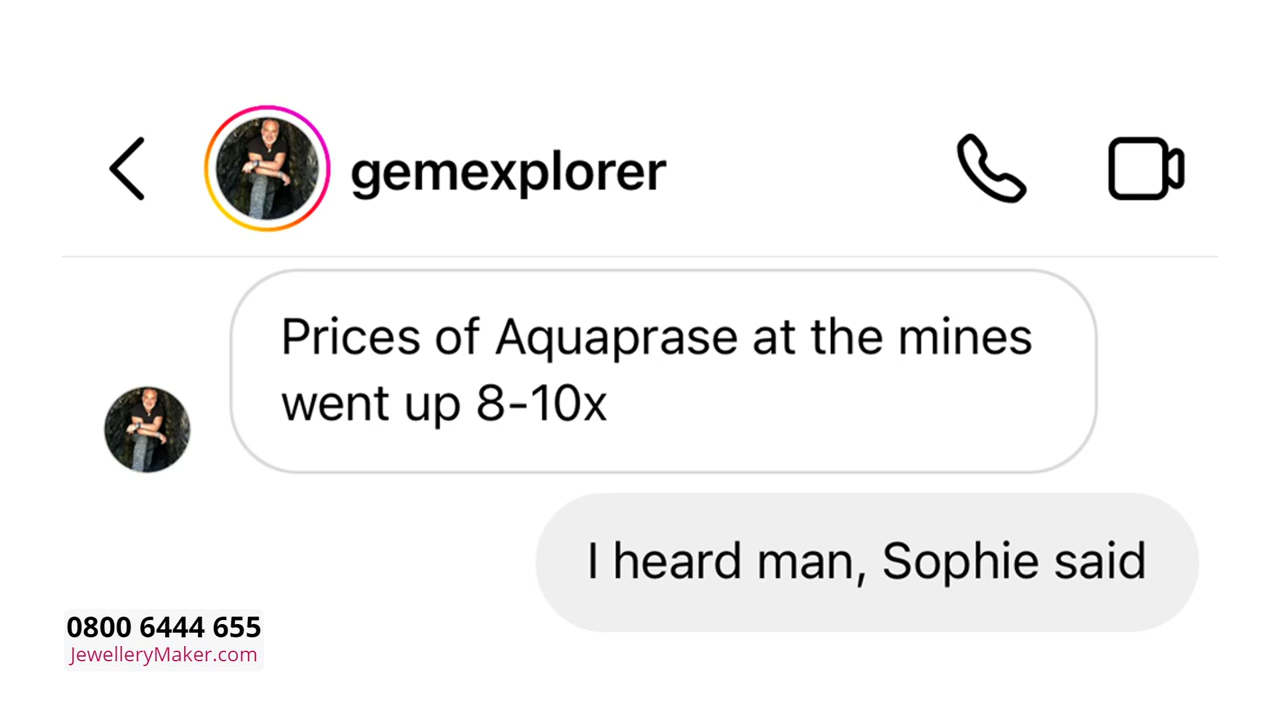 gemexplorer
Prices of Aquaprase at the mines
went up 8-10x
I heard man, Sophie said
0800 6444 655
JewelleryMaker.com